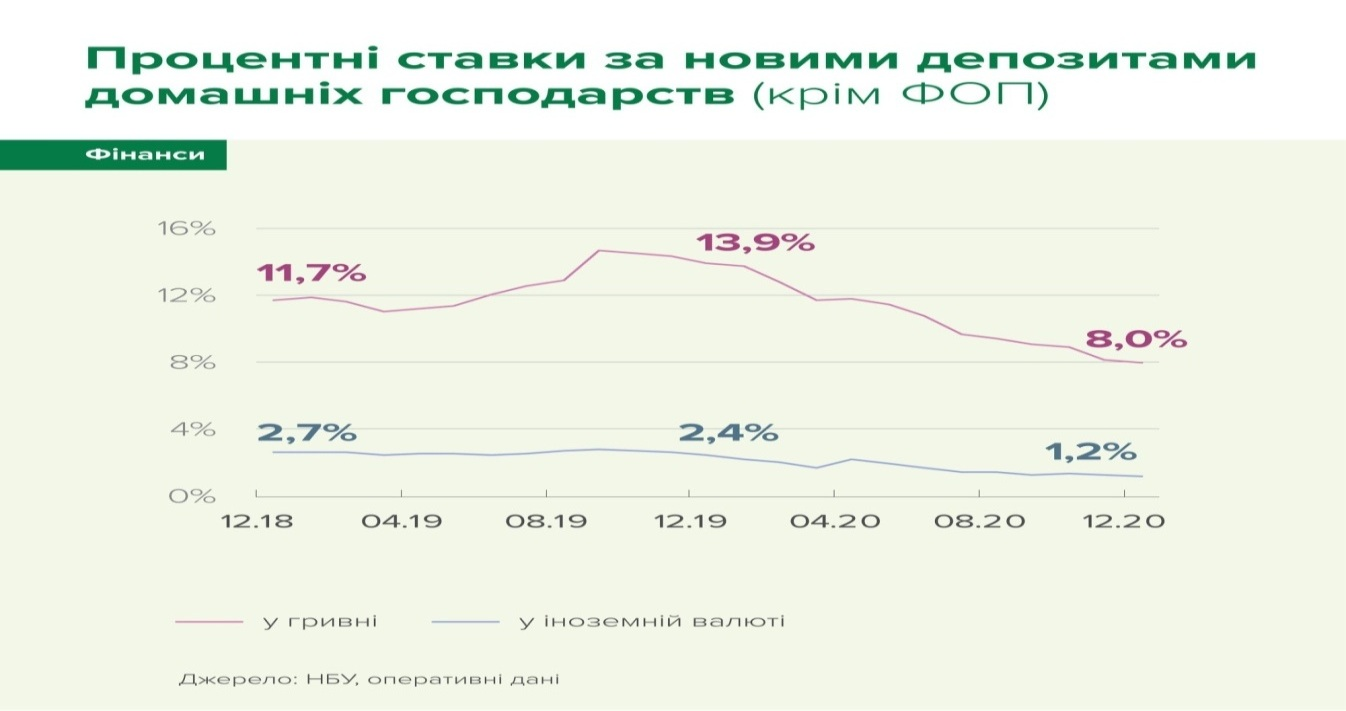 Процентні ставки за новими депозитами
домашніх господарств (крім ФОП)
Фінанси
16%
13,9%
11,7%
12%
8,0%
8%
4%
2,7%
2,4%
1,2%
0%
12.18 04.19 08.19 12.19 04.20 08.20 12.20
у гривні у іноземній валюті
Джерело: НБУ, оперативні дані